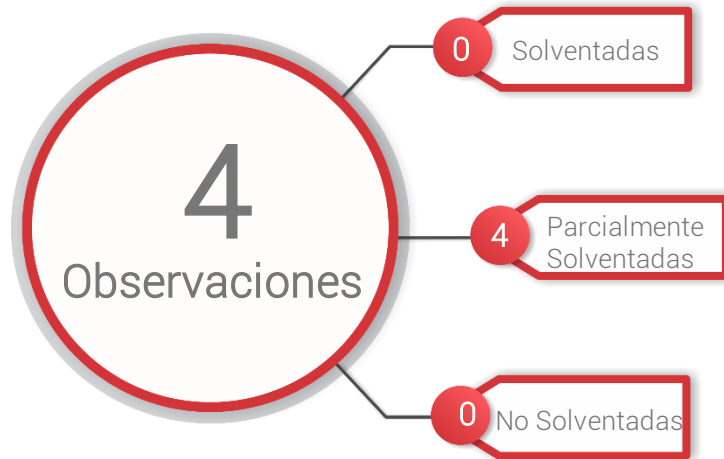 4
Observaciones
0
Solventadas
4
Parcialmente
Solventadas
0
No Solventadas